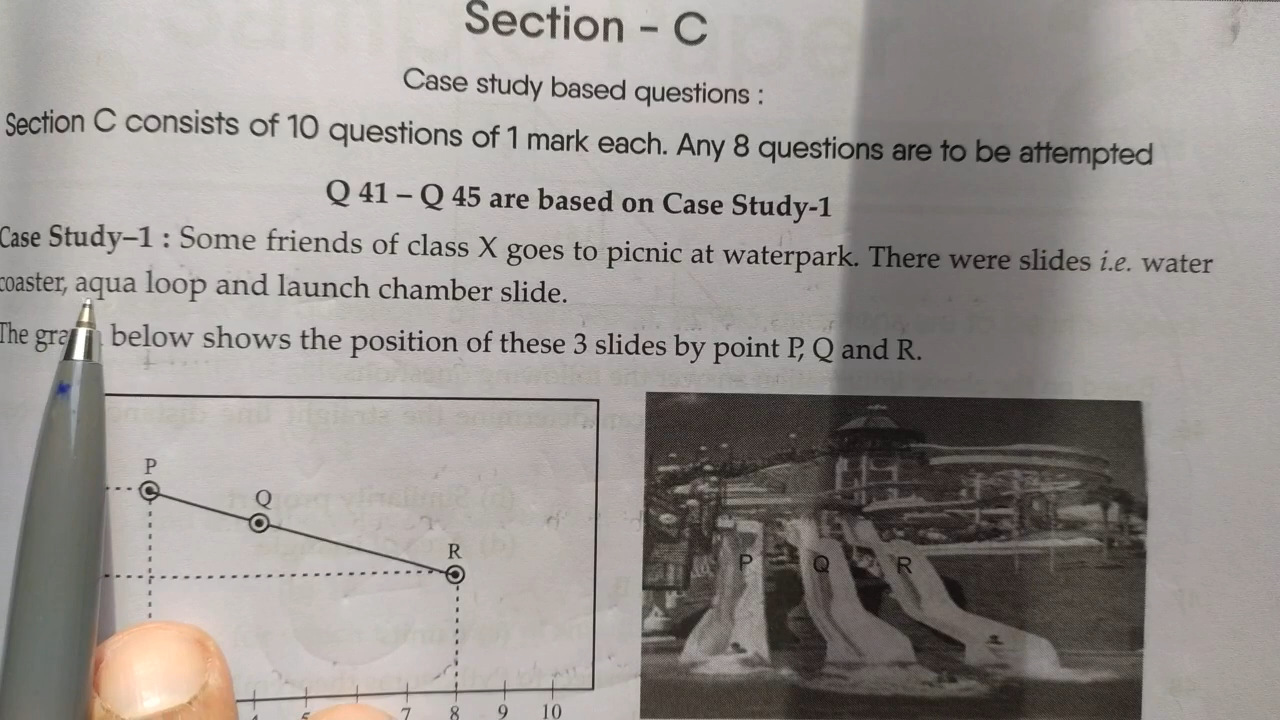 Section - C
Case study based questions :
Section C consists of 10 questions of 1 mark each. Any 8 questions are to be attempted
Q 41 – Q 45 are based on Case Study-1
Case Study–1 : Some friends of class X goes to picnic at waterpark. There were slides i.e. water
coaster, aqua loop and launch chamber slide.
The below shows the position of these 3 slides by point P, Q and R.
P
Q
R
P Q R
7 8 9 10